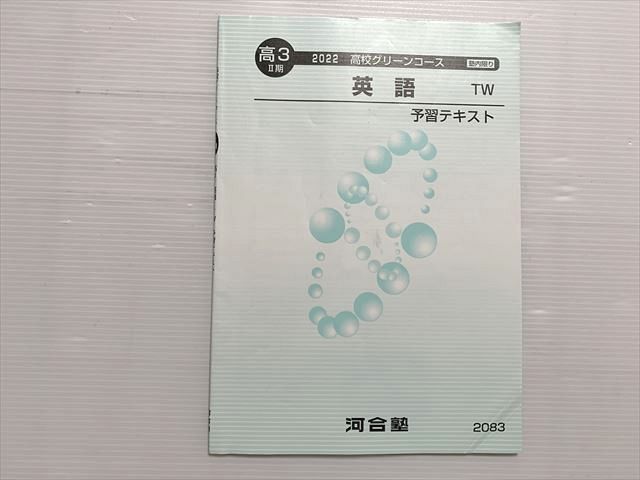 高3
II期
2022 高校グリーンコース
塾内限り
英語 TW
予習テキスト
河合塾
2083